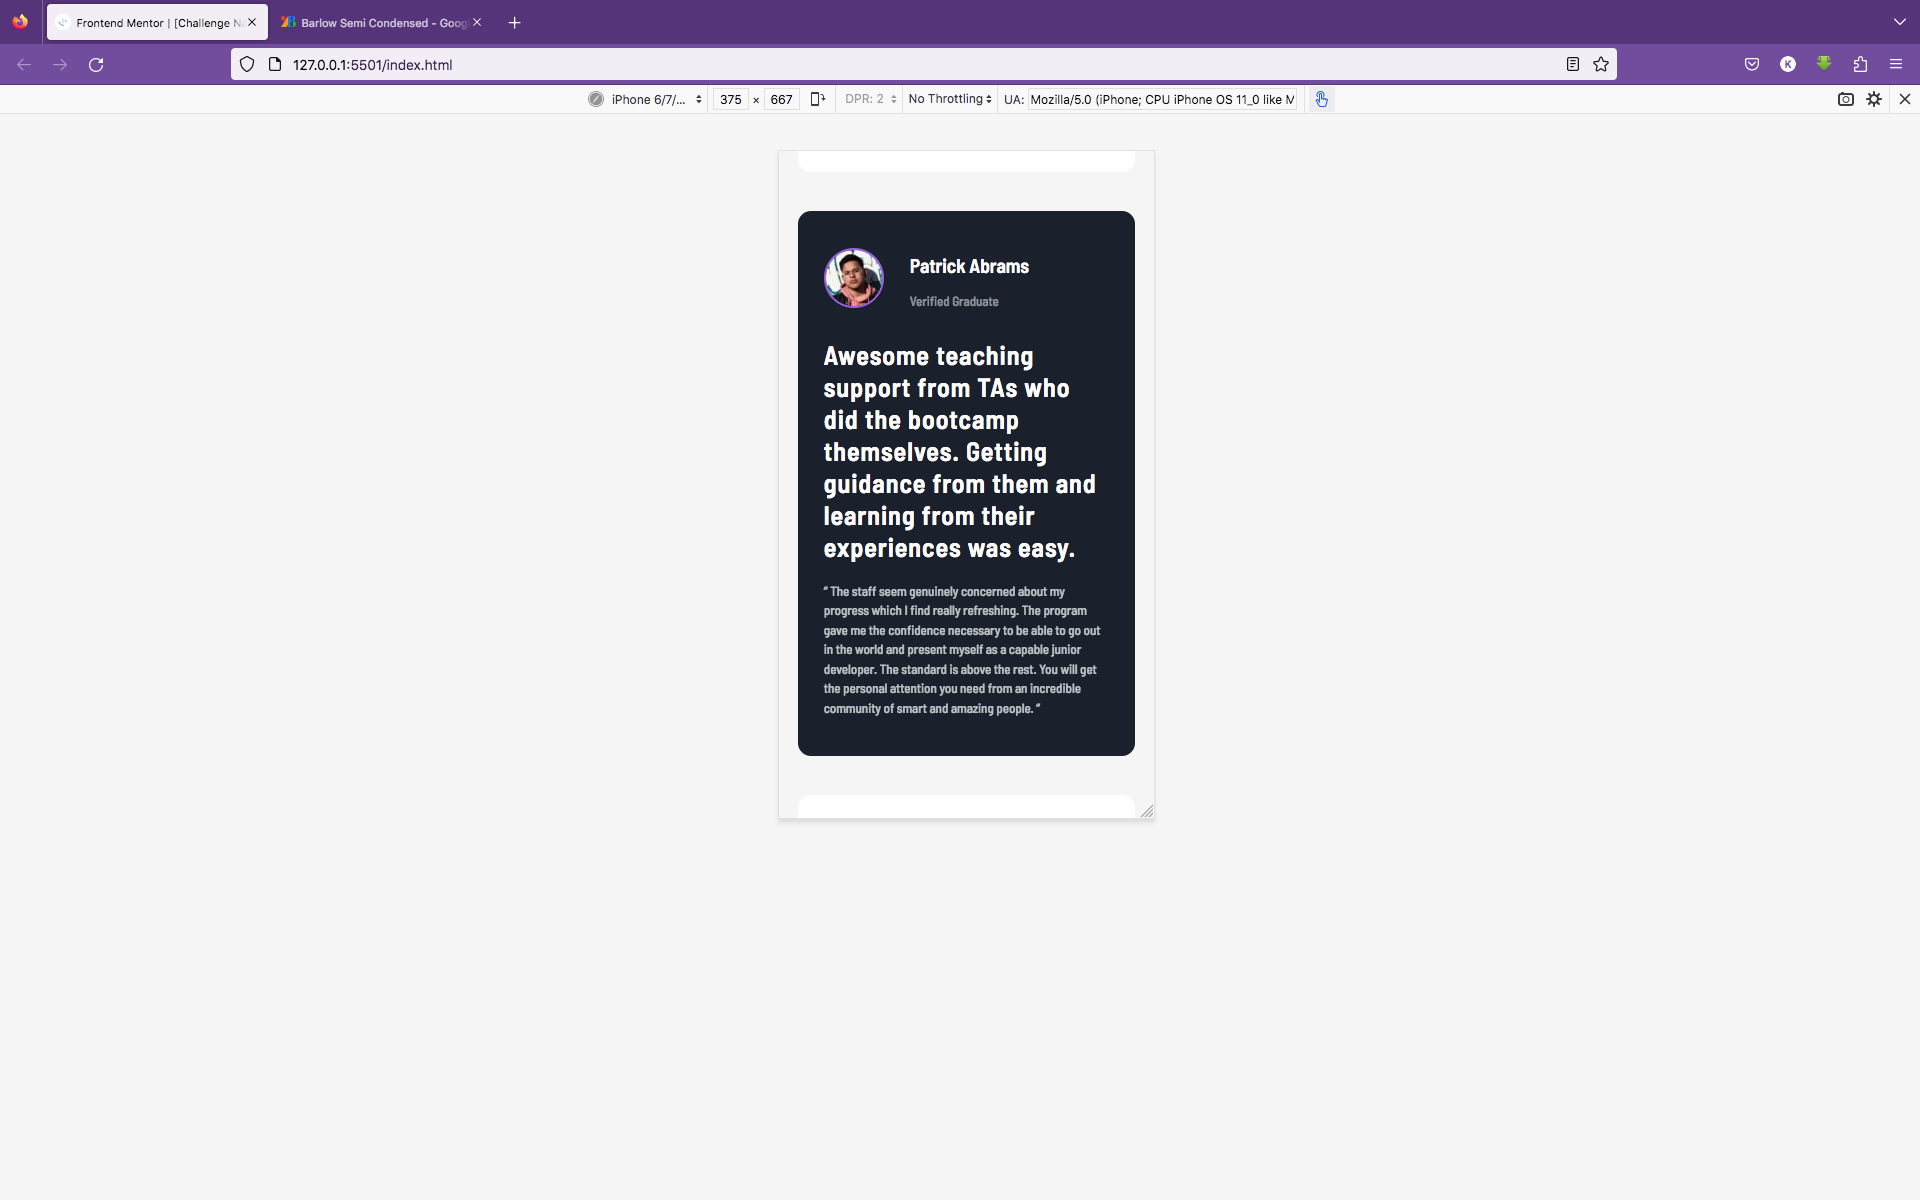 Frontend Mentor | [Challenge N
Barlow Semi Condensed - Goog
127.0.0.1:5501/index.html
K
iPhone 6/7/... 375 × 667 DPR: 2 No Throttling UA: Mozilla/5.0 (iPhone; CPU iPhone OS 11_0 like M
Patrick Abrams
Verified Graduate
Awesome teaching
support from TAs who
did the bootcamp
themselves. Getting
guidance from them and
learning from their
experiences was easy.
“ The staff seem genuinely concerned about my
progress which I find really refreshing. The program
gave me the confidence necessary to be able to go out
in the world and present myself as a capable junior
developer. The standard is above the rest. You will get
the personal attention you need from an incredible
community of smart and amazing people. ”